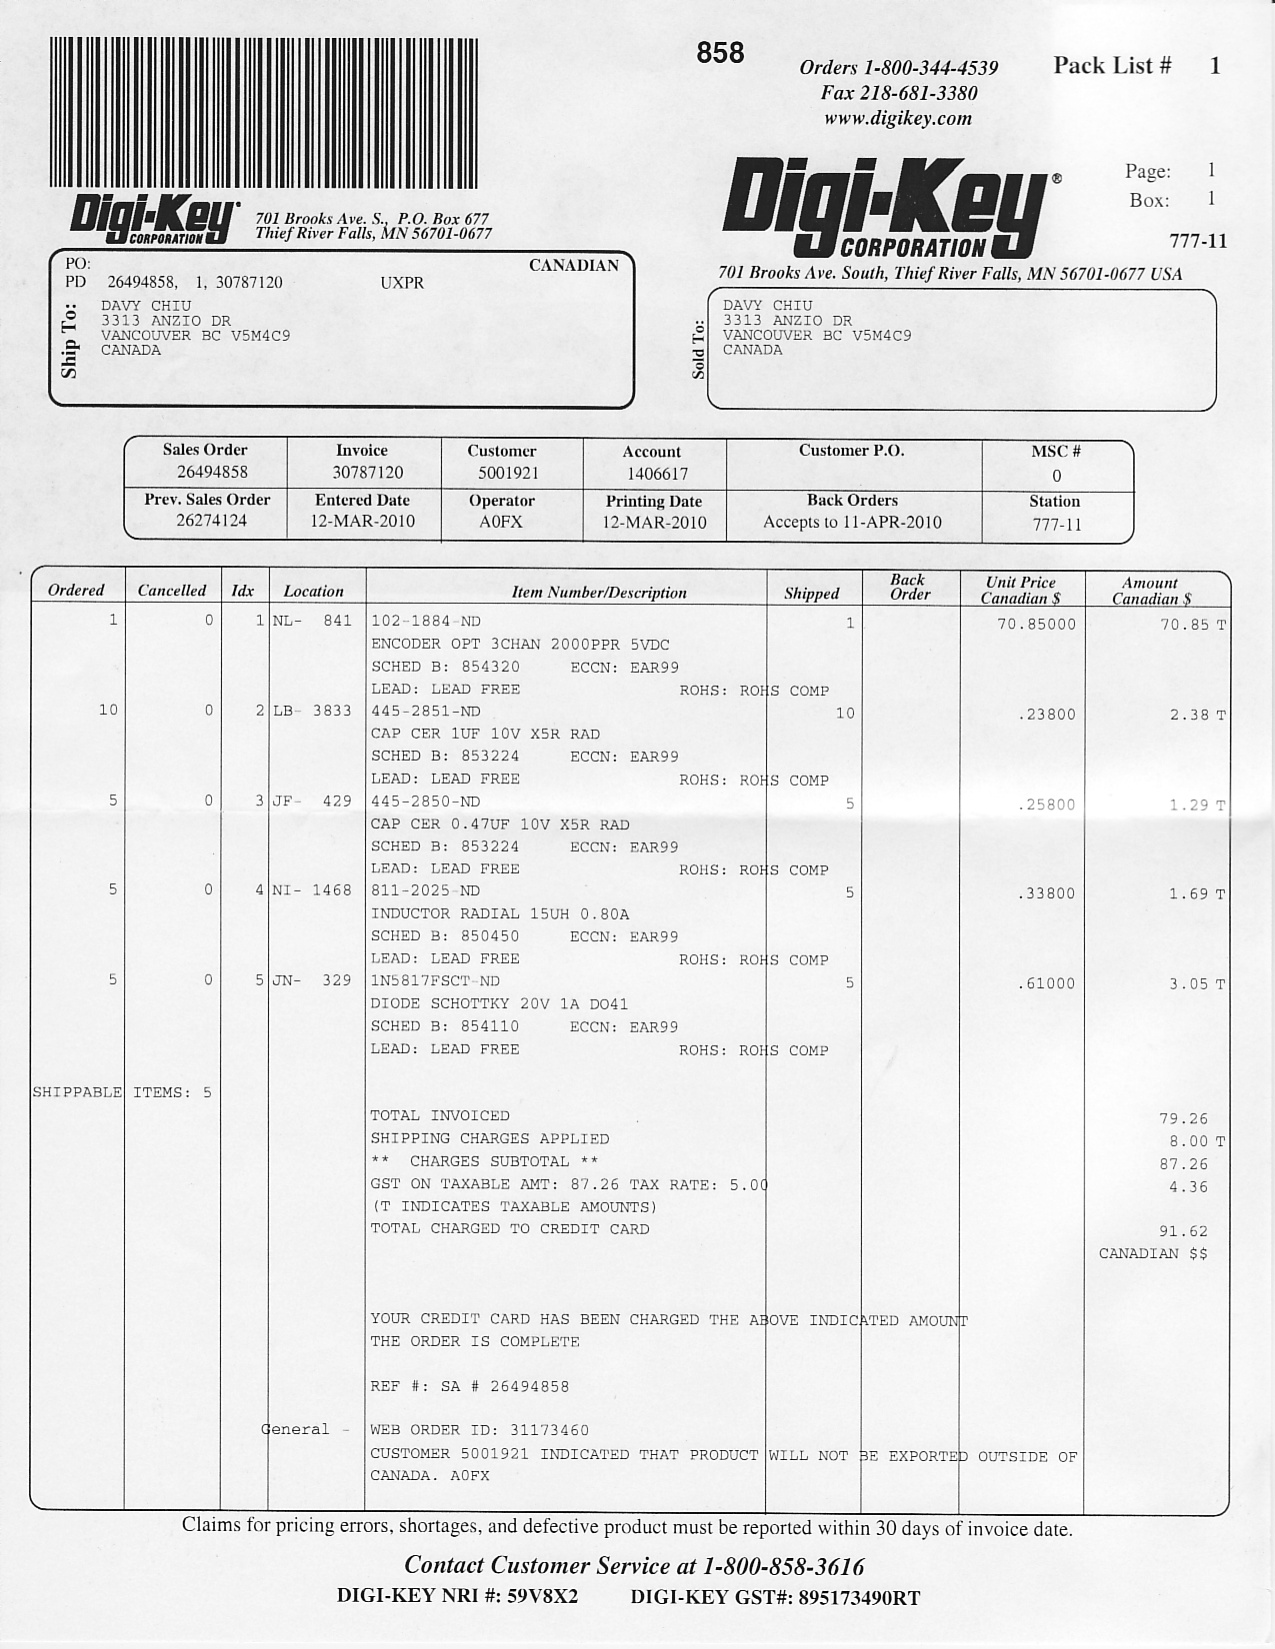 858
Orders 1-800-344-4539
Fax 218-681-3380
www.digikey.com
Pack List # 1
Digi-Key®
CORPORATION
701 Brooks Ave. South, Thief River Falls, MN 56701-0677 USA
Page: 1
Box: 1
777-11
Digi-Key
CORPORATION
701 Brooks Ave. S., P.O. Box 677
Thief River Falls, MN 56701-0677
PO: CANADIAN
PD 26494858, 1, 30787120 UXPR
Ship To:
DAVY CHIU
3313 ANZIO DR
VANCOUVER BC V5M4C9
CANADA
Sold To:
DAVY CHIU
3313 ANZIO DR
VANCOUVER BC V5M4C9
CANADA
Sales Order Invoice Customer Account Customer P.O. MSC #
26494858 30787120 5001921 1406617 0
Prev. Sales Order Entered Date Operator Printing Date Back Orders Station
26274124 12-MAR-2010 A0FX 12-MAR-2010 Accepts to 11-APR-2010 777-11
Ordered Cancelled Idx Location Item Number/Description Shipped Back Order Unit Price Canadian $ Amount Canadian $
1 0 1 NL- 841 102-1884-ND 1 70.85000 70.85 T
ENCODER OPT 3CHAN 2000PPR 5VDC
SCHED B: 854320 ECCN: EAR99
LEAD: LEAD FREE ROHS: ROHS COMP
10 0 2 LB- 3833 445-2851-ND 10 .23800 2.38 T
CAP CER 1UF 10V X5R RAD
SCHED B: 853224 ECCN: EAR99
LEAD: LEAD FREE ROHS: ROHS COMP
5 0 3 JF- 429 445-2850-ND 5 .25800 1.29 T
CAP CER 0.47UF 10V X5R RAD
SCHED B: 853224 ECCN: EAR99
LEAD: LEAD FREE ROHS: ROHS COMP
5 0 4 NI- 1468 811-2025-ND 5 .33800 1.69 T
INDUCTOR RADIAL 15UH 0.80A
SCHED B: 850450 ECCN: EAR99
LEAD: LEAD FREE ROHS: ROHS COMP
5 0 5 JN- 329 1N5817FSCT-ND 5 .61000 3.05 T
DIODE SCHOTTKY 20V 1A DO41
SCHED B: 854110 ECCN: EAR99
LEAD: LEAD FREE ROHS: ROHS COMP
SHIPPABLE ITEMS: 5
TOTAL INVOICED 79.26
SHIPPING CHARGES APPLIED 8.00 T
** CHARGES SUBTOTAL ** 87.26
GST ON TAXABLE AMT: 87.26 TAX RATE: 5.00 4.36
(T INDICATES TAXABLE AMOUNTS)
TOTAL CHARGED TO CREDIT CARD 91.62
CANADIAN $$
YOUR CREDIT CARD HAS BEEN CHARGED THE ABOVE INDICATED AMOUNT
THE ORDER IS COMPLETE
REF #: SA # 26494858
General - WEB ORDER ID: 31173460
CUSTOMER 5001921 INDICATED THAT PRODUCT WILL NOT BE EXPORTED OUTSIDE OF
CANADA. A0FX
Claims for pricing errors, shortages, and defective product must be reported within 30 days of invoice date.
Contact Customer Service at 1-800-858-3616
DIGI-KEY NRI #: 59V8X2 DIGI-KEY GST#: 895173490RT